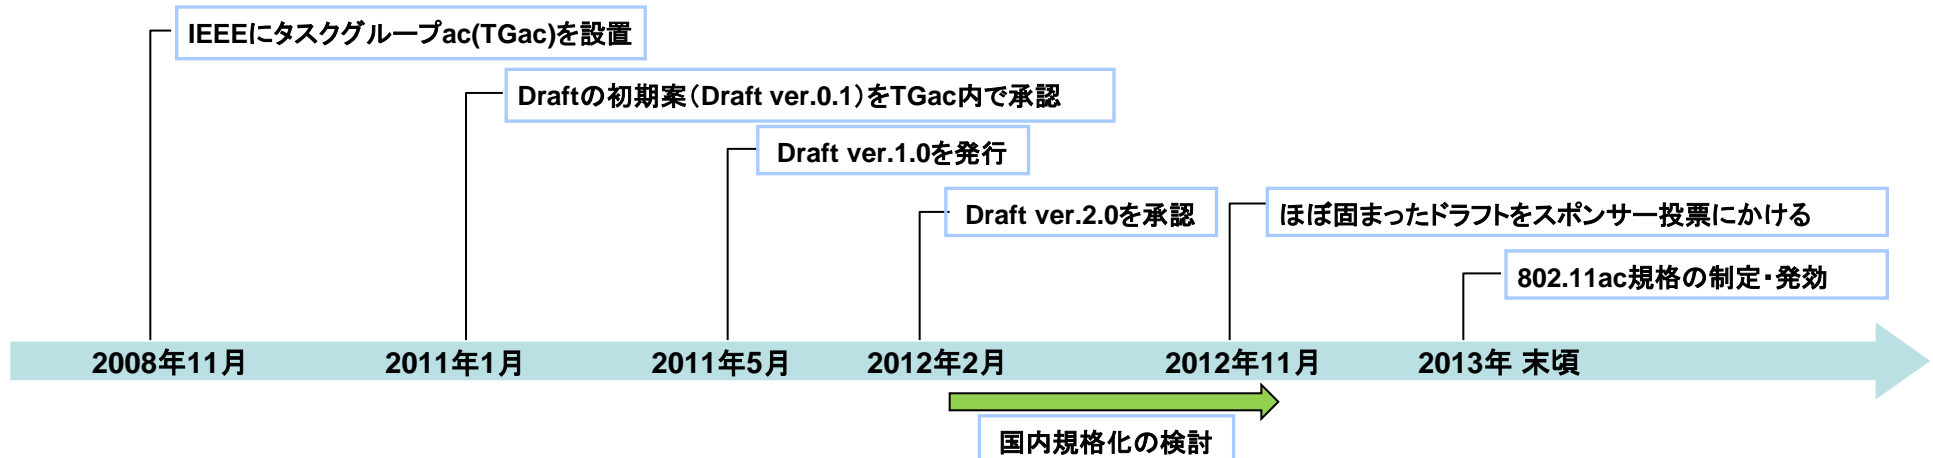 IEEEにタスクグループac(TGac)を設置
Draftの初期案（Draft ver.0.1）をTGac内で承認
Draft ver.1.0を発行
Draft ver.2.0を承認
ほぼ固まったドラフトをスポンサー投票にかける
802.11ac規格の制定・発効
2008年11月
2011年1月
2011年5月
2012年2月
2012年11月
2013年 末頃
国内規格化の検討